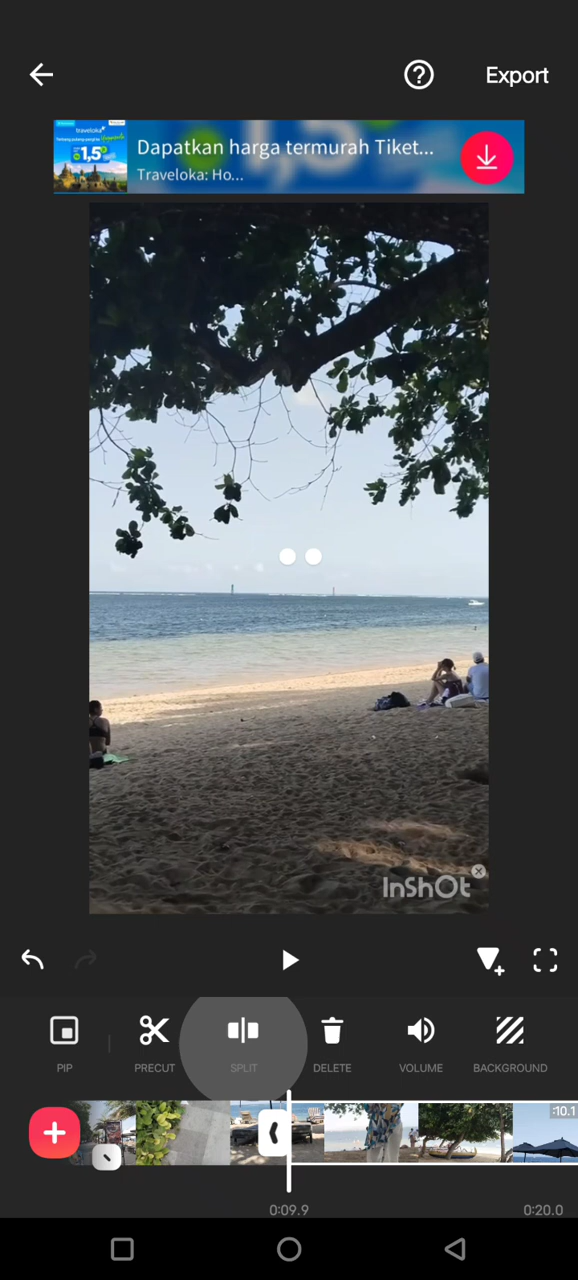 Export
traveloka
1,5
Dapatkan harga termurah Tiket...
Traveloka: Ho...
InShOt
PIP
PRECUT
SPLIT
DELETE
VOLUME
BACKGROUND
10.1
0:09.9
0:20.0